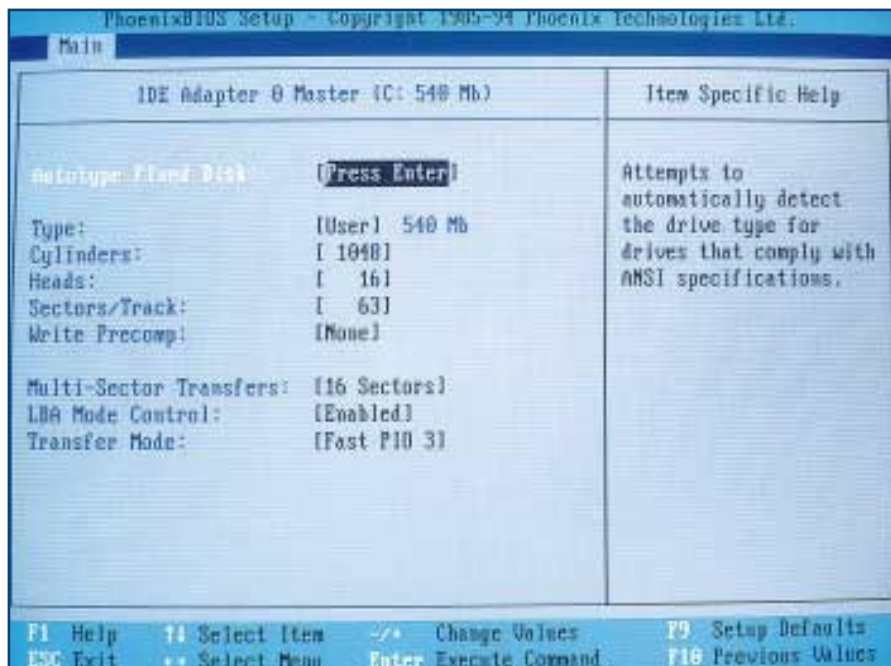 PhoenixBIOS Setup - Copyright 1985-94 Phoenix Technologies Ltd.
Main
IDE Adapter 0 Master (C: 540 Mb)
Item Specific Help
Autotype Fixed Disk: [Press Enter]
Type: [User] 540 Mb
Cylinders: [ 1048]
Heads: [ 16]
Sectors/Track: [ 63]
Write Precomp: [None]
Multi-Sector Transfers: [16 Sectors]
LBA Mode Control: [Enabled]
Transfer Mode: [Fast PIO 3]
Attempts to
automatically detect
the drive type for
drives that comply with
ANSI specifications.
F1 Help ↑↓ Select Item -/+ Change Values F9 Setup Defaults
ESC Exit ↔ Select Menu Enter Execute Command F10 Previous Values